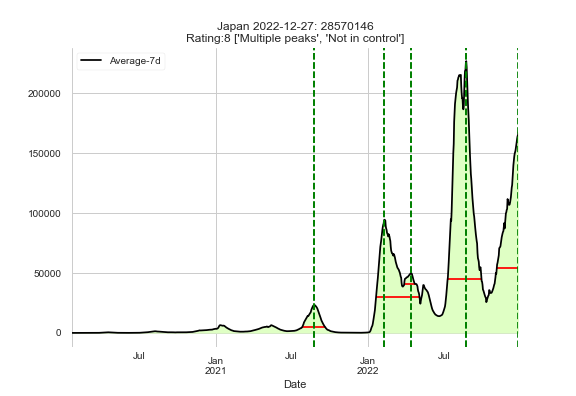 Japan 2022-12-27: 28570146
Rating:8 ['Multiple peaks', 'Not in control']
Average-7d
200000
150000
100000
50000
0
Jul
Jan
2021
Jul
Jan
2022
Jul
Date